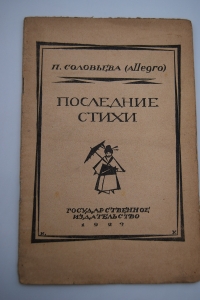 П. СОЛОВЬЕВА (ALLEGRO)
ПОСЛЕДНИЕ
СТИХИ
ГОСУДАРСТВЕННОЕ
ИЗДАТЕЛЬСТВО